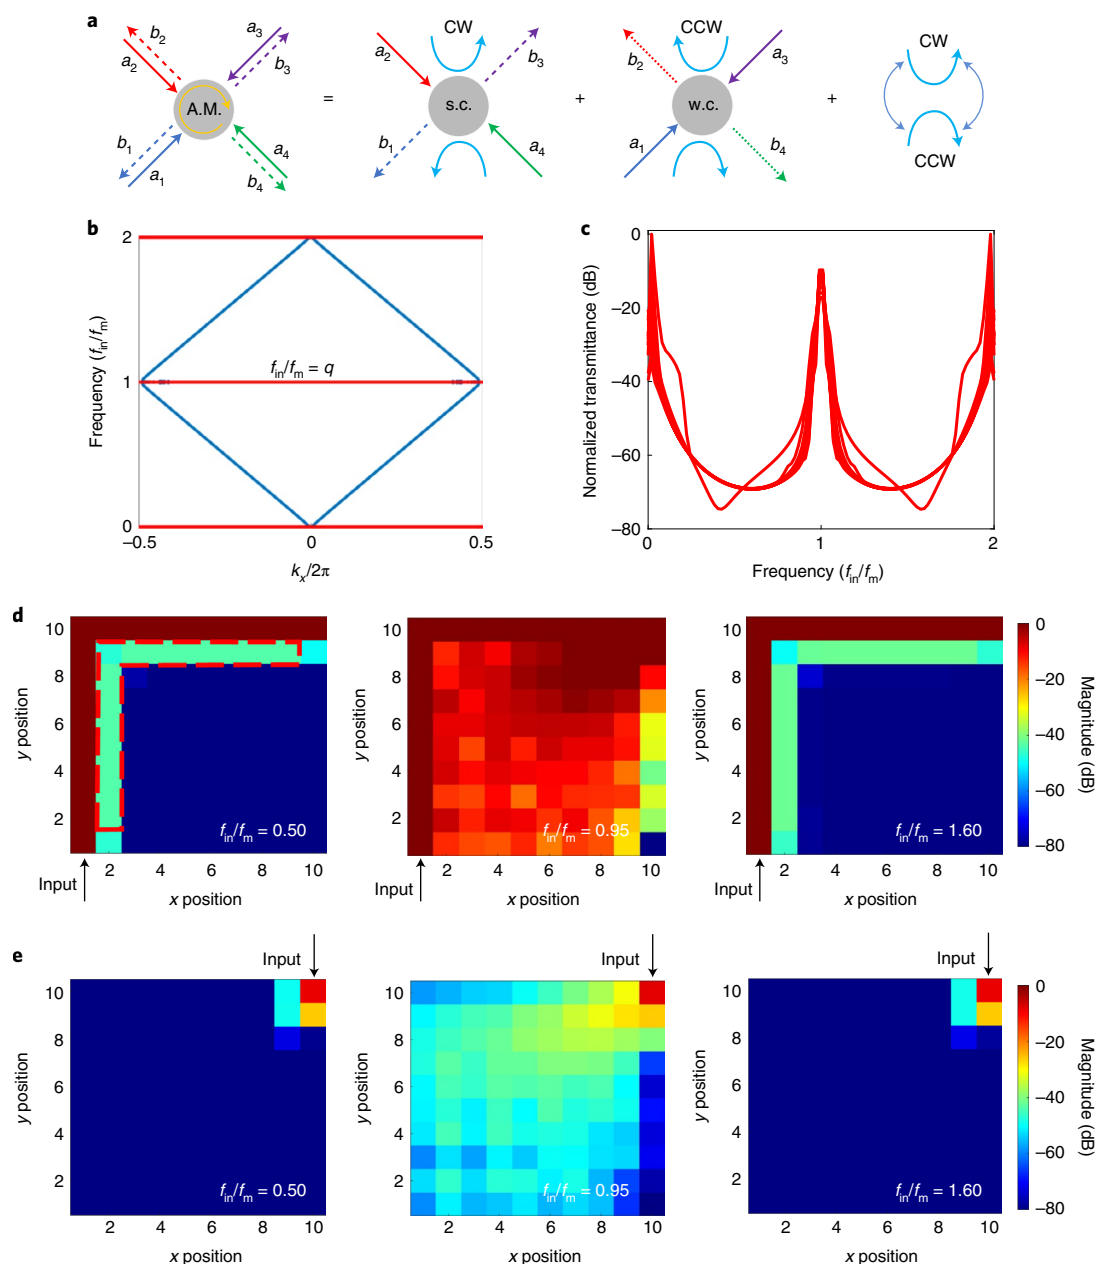 a
b2 a2 a3 b3 A.M. b1 a1 a4 b4
=
CW a2 b3 s.c. b1 a4
+
CCW b2 a3 w.c. a1 b4
+
CW
CCW
b
Frequency (fin/fm)
2
1
0
fin/fm = q
−0.5 0 0.5
kx/2π
c
Normalized transmittance (dB)
0
−20
−40
−60
−80
0 1 2
Frequency (fin/fm)
d
y position
10
8
6
4
2
fin/fm = 0.50
Input
2 4 6 8 10
x position
y position
10
8
6
4
2
fin/fm = 0.95
Input
2 4 6 8 10
x position
y position
10
8
6
4
2
fin/fm = 1.60
Input
2 4 6 8 10
x position
0
−20
−40
−60
−80
Magnitude (dB)
e
Input
y position
10
8
6
4
2
fin/fm = 0.50
2 4 6 8 10
x position
Input
y position
10
8
6
4
2
fin/fm = 0.95
2 4 6 8 10
x position
Input
y position
10
8
6
4
2
fin/fm = 1.60
2 4 6 8 10
x position
0
−20
−40
−60
−80
Magnitude (dB)